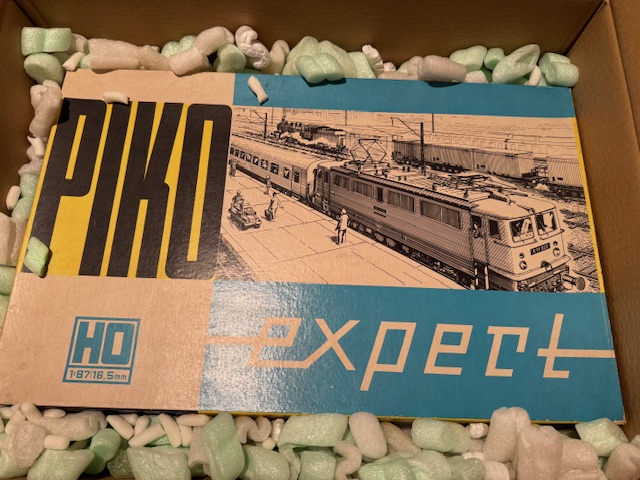 PIKO
HO
1:87/16,5mm
expert